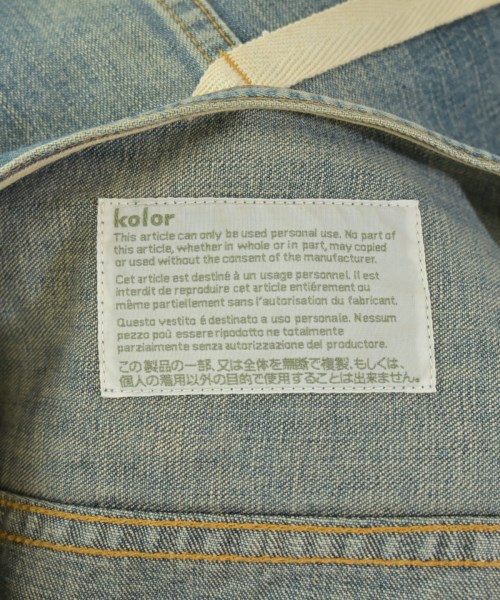 kolor
This article can only be used personal use. No part of
this article, whether in whole or in part, may copied
or used without the consent of the manufacturer.
Cet article est destiné à un usage personnel. Il est
interdit de reproduire cet article entiérement ou
même partiellement sans l'autorisation du fabricant.
Questo vestito é destinato a uso personale. Nessum
pezzo poü essere ripodotto ne totalmente
parziaimente senza autorizzazione del productore.
この製品の一部、又は全体を無断で複製、もしくは、
個人の着用以外の目的で使用することは出来ません。